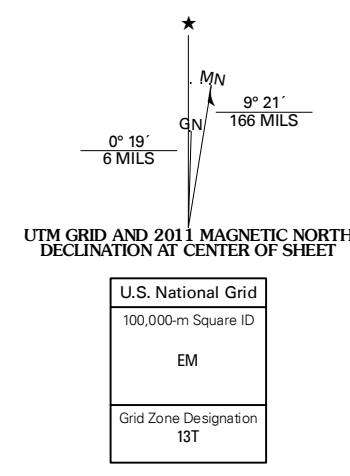 ★
MN
GN
9° 21´
166 MILS
0° 19´
6 MILS
UTM GRID AND 2011 MAGNETIC NORTH
DECLINATION AT CENTER OF SHEET
U.S. National Grid
100,000-m Square ID
EM
Grid Zone Designation
13T